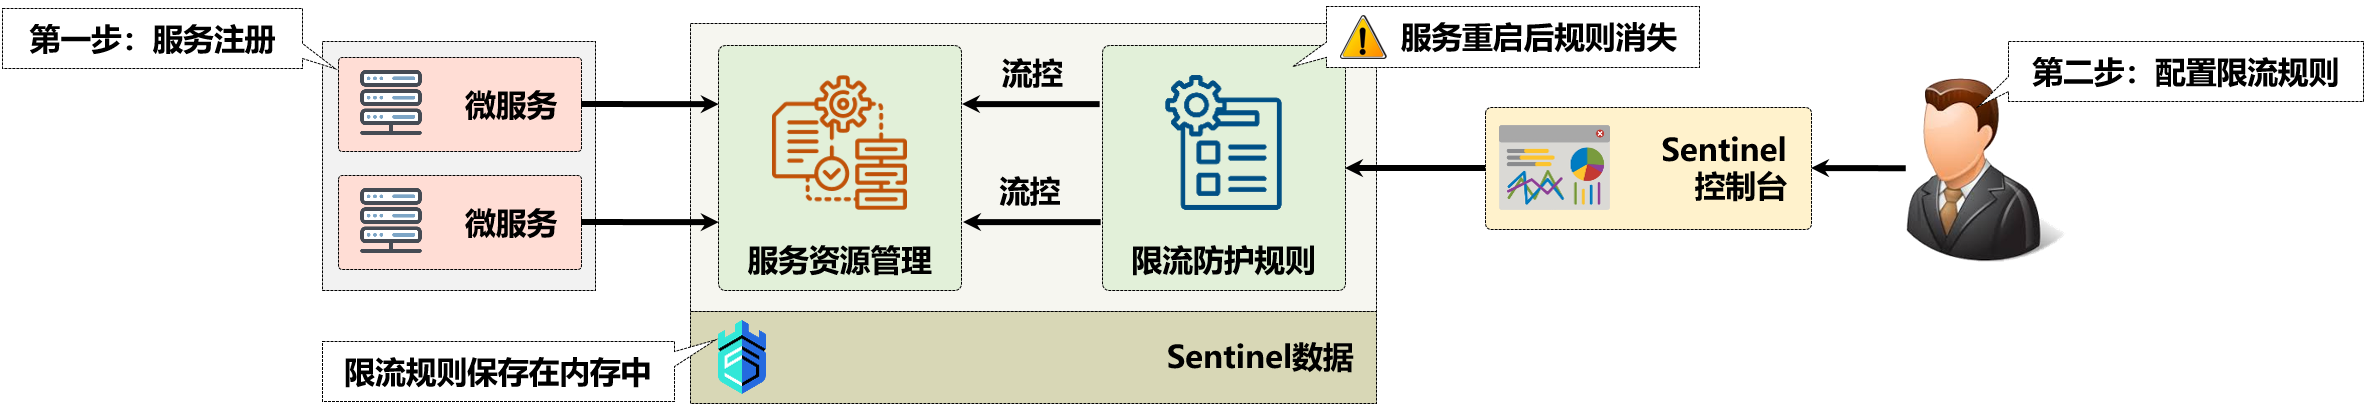 第一步：服务注册
微服务
微服务
服务资源管理
流控
流控
限流防护规则
服务重启后规则消失
Sentinel
控制台
第二步：配置限流规则
限流规则保存在内存中
Sentinel数据